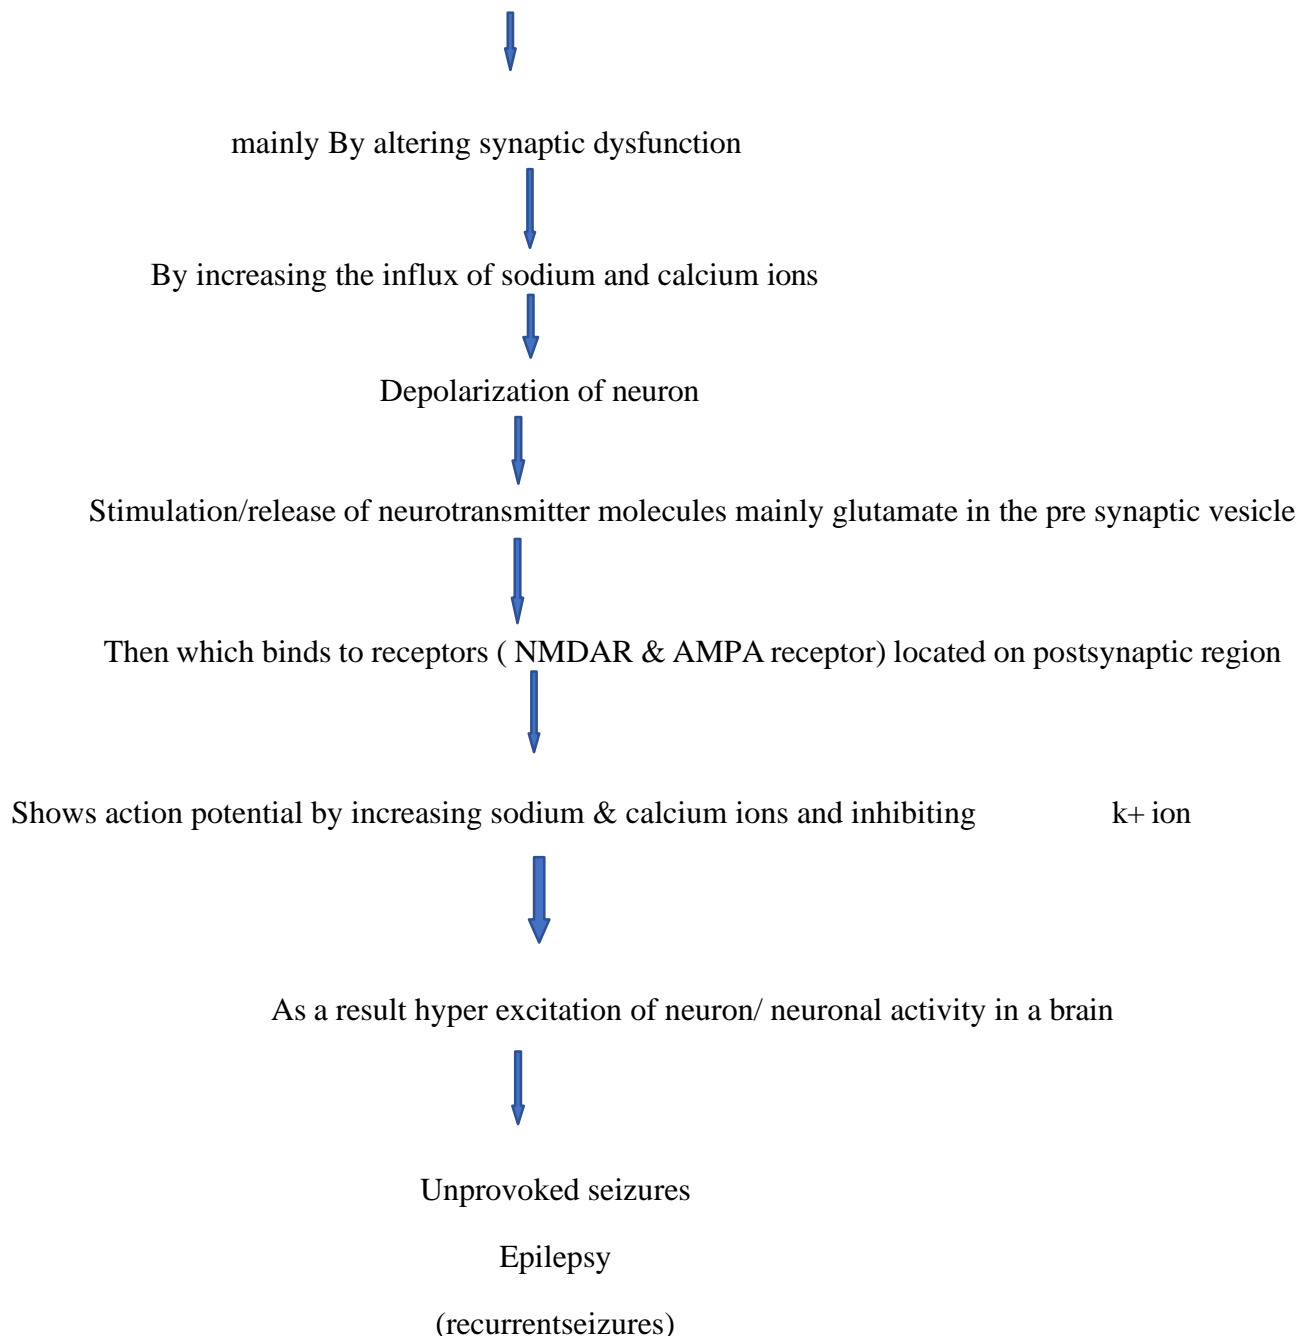 mainly By altering synaptic dysfunction
By increasing the influx of sodium and calcium ions
Depolarization of neuron
Stimulation/release of neurotransmitter molecules mainly glutamate in the pre synaptic vesicle
Then which binds to receptors ( NMDAR & AMPA receptor) located on postsynaptic region
Shows action potential by increasing sodium & calcium ions and inhibiting k+ ion
As a result hyper excitation of neuron/ neuronal activity in a brain
Unprovoked seizures
Epilepsy
(recurrentseizures)